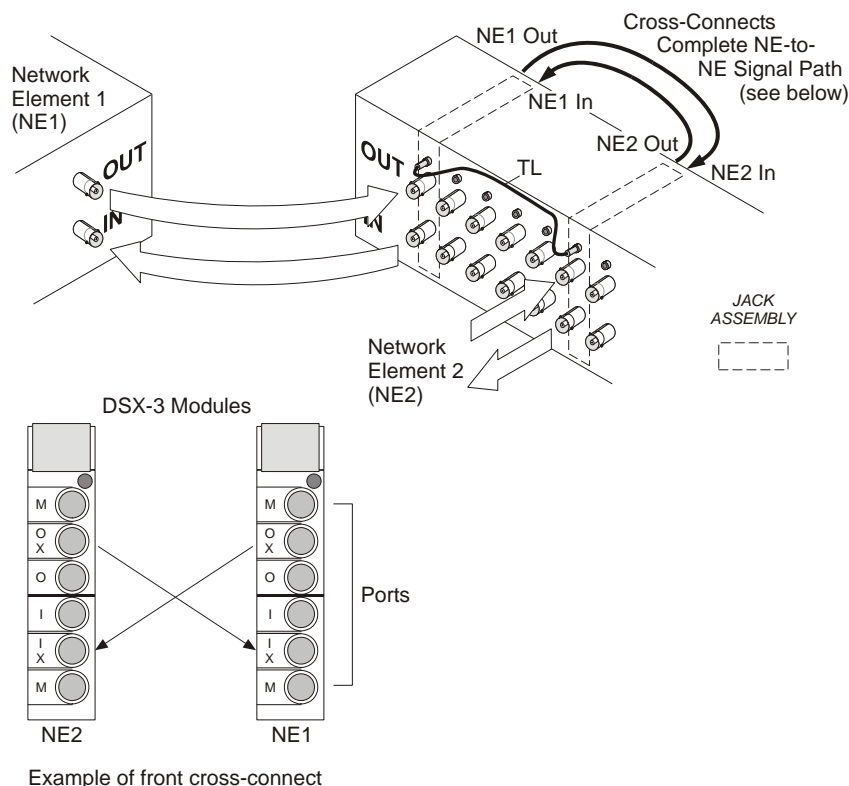 Cross-Connects
Complete NE-to-
NE Signal Path
(see below)
NE1 Out
NE1 In
NE2 Out
NE2 In
Network
Element 1
(NE1)
OUT
IN
OUT
IN
TL
Network
Element 2
(NE2)
JACK
ASSEMBLY
DSX-3 Modules
M
O
X
O
I
I
X
M
NE2
M
O
X
O
I
I
X
M
NE1
Ports
Example of front cross-connect